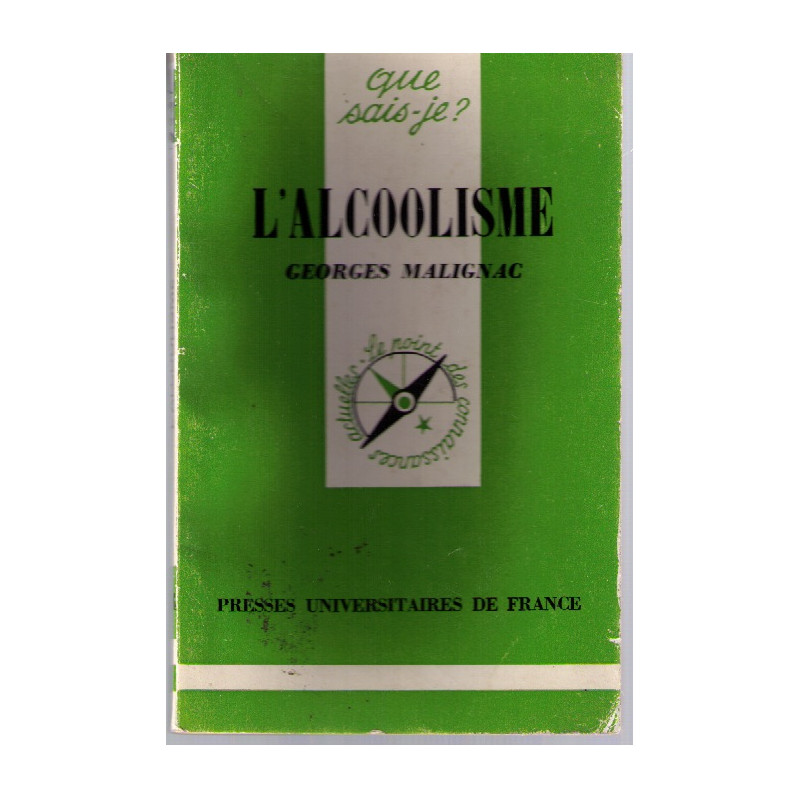 que
sais-je?
L'ALCOOLISME
GEORGES MALIGNAC
le point des connaissances actuelles
PRESSES UNIVERSITAIRES DE FRANCE